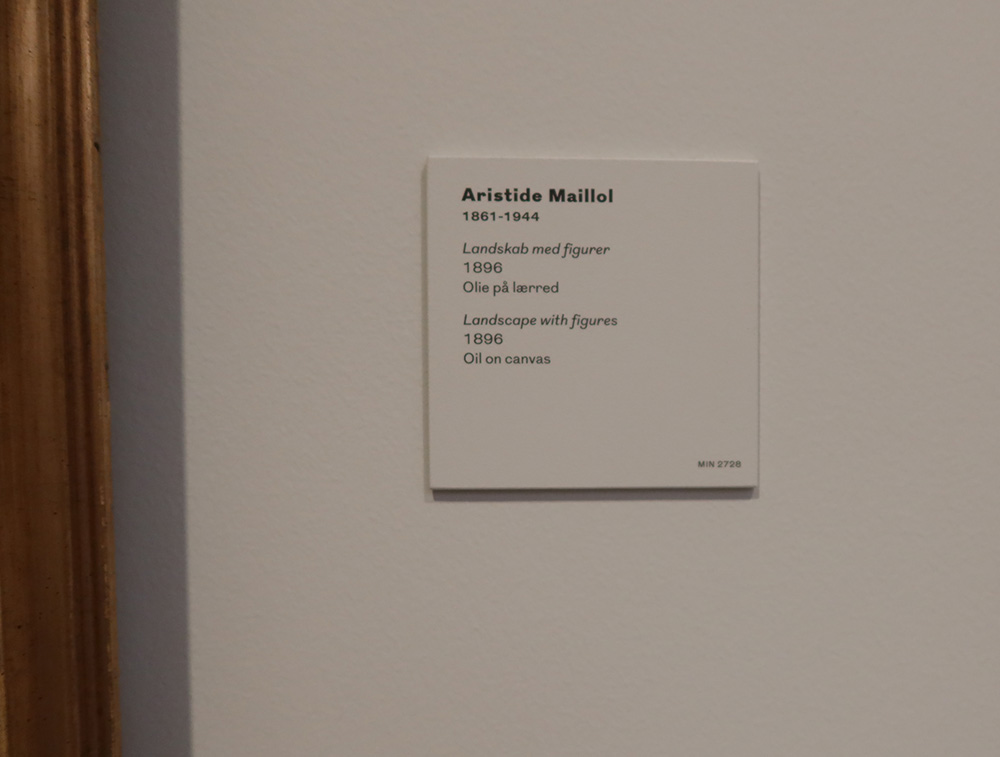 Aristide Maillol
1861-1944
Landskab med figurer
1896
Olie på lærred
Landscape with figures
1896
Oil on canvas
MIN 2728